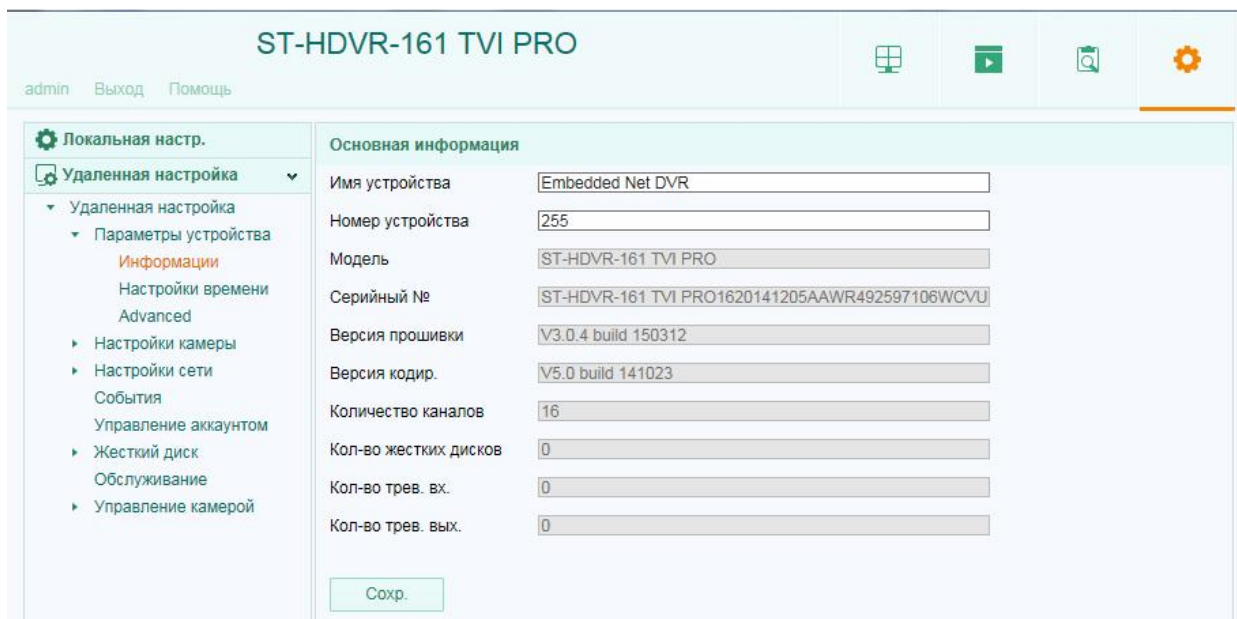 ST-HDVR-161 TVI PRO
admin Выход Помощь
Локальная настр.
Удаленная настройка
Удаленная настройка
Параметры устройства
Информации
Настройки времени
Advanced
Настройки камеры
Настройки сети
События
Управление аккаунтом
Жесткий диск
Обслуживание
Управление камерой
Основная информация
Имя устройства Embedded Net DVR
Номер устройства 255
Модель ST-HDVR-161 TVI PRO
Серийный № ST-HDVR-161 TVI PRO1620141205AAWR492597106WCVU
Версия прошивки V3.0.4 build 150312
Версия кодир. V5.0 build 141023
Количество каналов 16
Кол-во жестких дисков 0
Кол-во трев. вх. 0
Кол-во трев. вых. 0
Сохр.